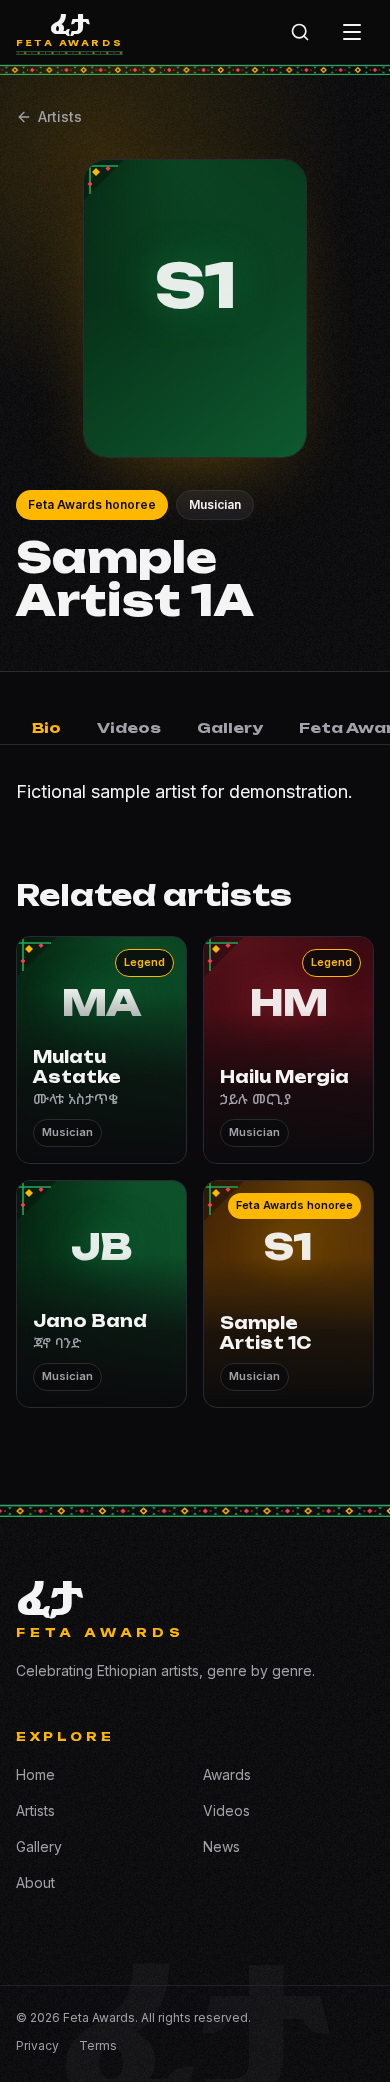 ፈታ
FETA AWARDS
Artists
S1
Feta Awards honoree
Musician
Sample
Artist 1A
Bio Videos Gallery Feta Awar
Fictional sample artist for demonstration.
Related artists
Legend
MA
Mulatu
Astatke
ሙላቱ አስታጥቄ
Musician
Legend
HM
Hailu Mergia
ኃይሉ መርጊያ
Musician
JB
Jano Band
ጃኖ ባንድ
Musician
Feta Awards honoree
S1
Sample
Artist 1C
Musician
ፈታ
FETA AWARDS
Celebrating Ethiopian artists, genre by genre.
EXPLORE
Home Awards
Artists Videos
Gallery News
About
ፈታ
© 2026 Feta Awards. All rights reserved.
Privacy Terms